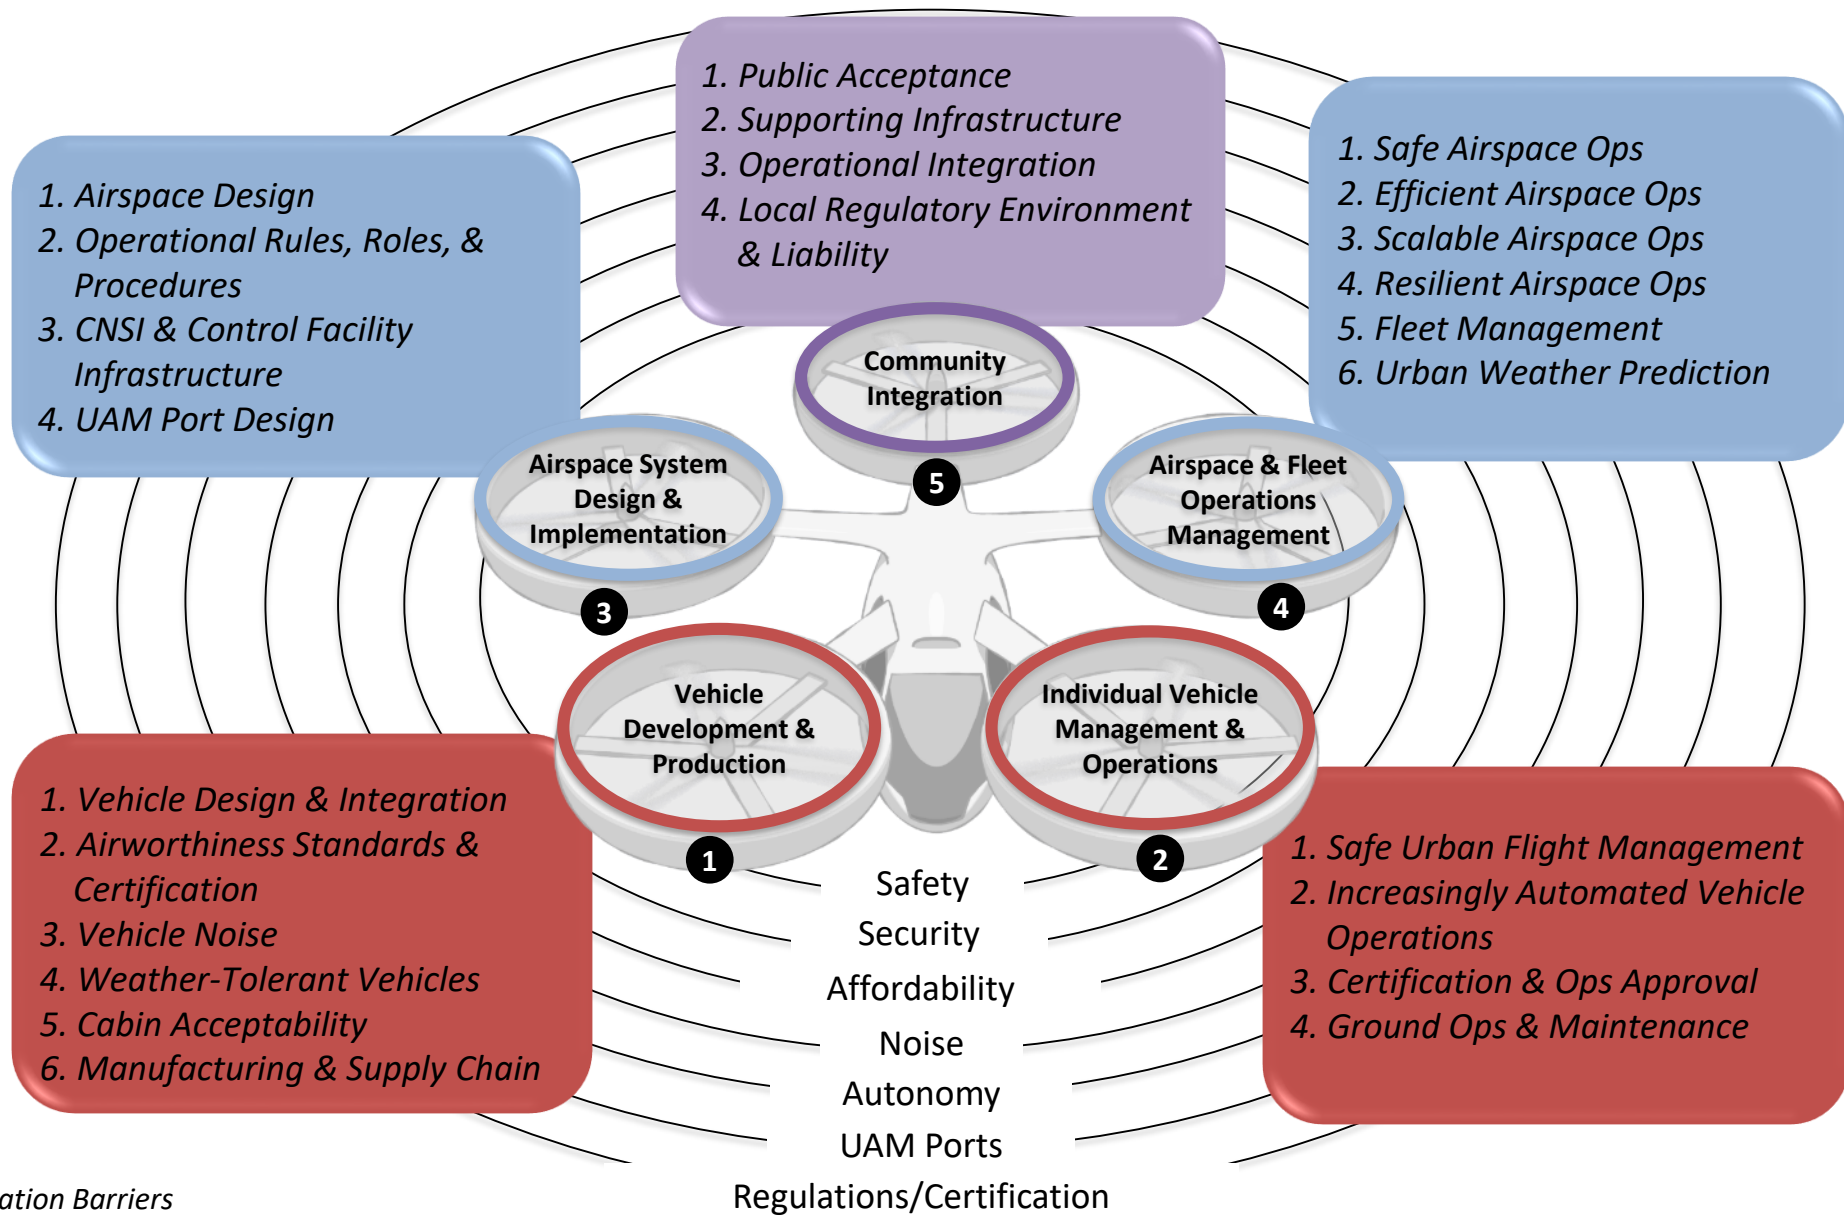 1. Public Acceptance
2. Supporting Infrastructure
3. Operational Integration
4. Local Regulatory Environment
& Liability
1. Airspace Design
2. Operational Rules, Roles, &
Procedures
3. CNSI & Control Facility
Infrastructure
4. UAM Port Design
1. Safe Airspace Ops
2. Efficient Airspace Ops
3. Scalable Airspace Ops
4. Resilient Airspace Ops
5. Fleet Management
6. Urban Weather Prediction
Community
Integration
5
Airspace System
Design &
Implementation
3
Airspace & Fleet
Operations
Management
4
Vehicle
Development &
Production
1
Individual Vehicle
Management &
Operations
2
1. Vehicle Design & Integration
2. Airworthiness Standards &
Certification
3. Vehicle Noise
4. Weather-Tolerant Vehicles
5. Cabin Acceptability
6. Manufacturing & Supply Chain
1. Safe Urban Flight Management
2. Increasingly Automated Vehicle
Operations
3. Certification & Ops Approval
4. Ground Ops & Maintenance
Safety
Security
Affordability
Noise
Autonomy
UAM Ports
Regulations/Certification
ation Barriers